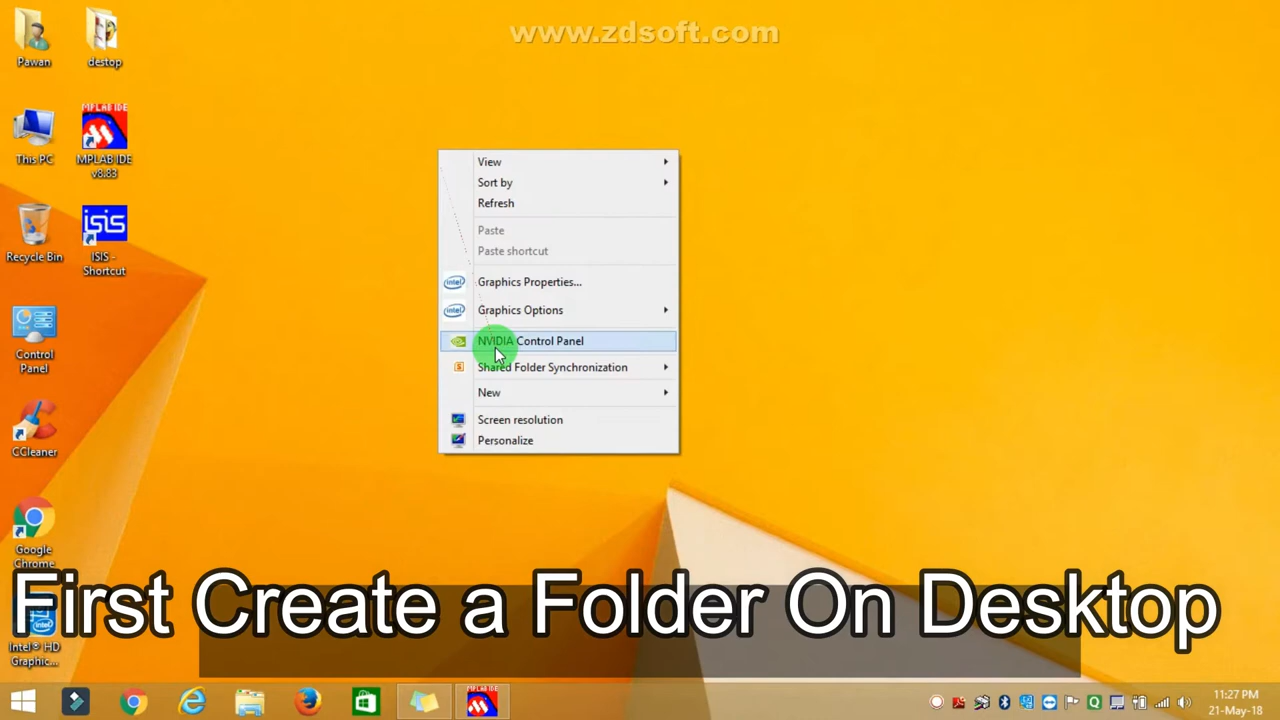 www.zdsoft.com
Pawan
destop
This PC
MPLAB IDE
MPLAB IDE
v8.83
Recycle Bin
isis
ISIS -
Shortcut
Control
Panel
CCleaner
Google
Chrome
intel
Intel® HD
Graphic...
View
Sort by
Refresh
Paste
Paste shortcut
intel
Graphics Properties...
intel
Graphics Options
NVIDIA Control Panel
S
Shared Folder Synchronization
New
Screen resolution
Personalize
First Create a Folder On Desktop
11:27 PM
21-May-18